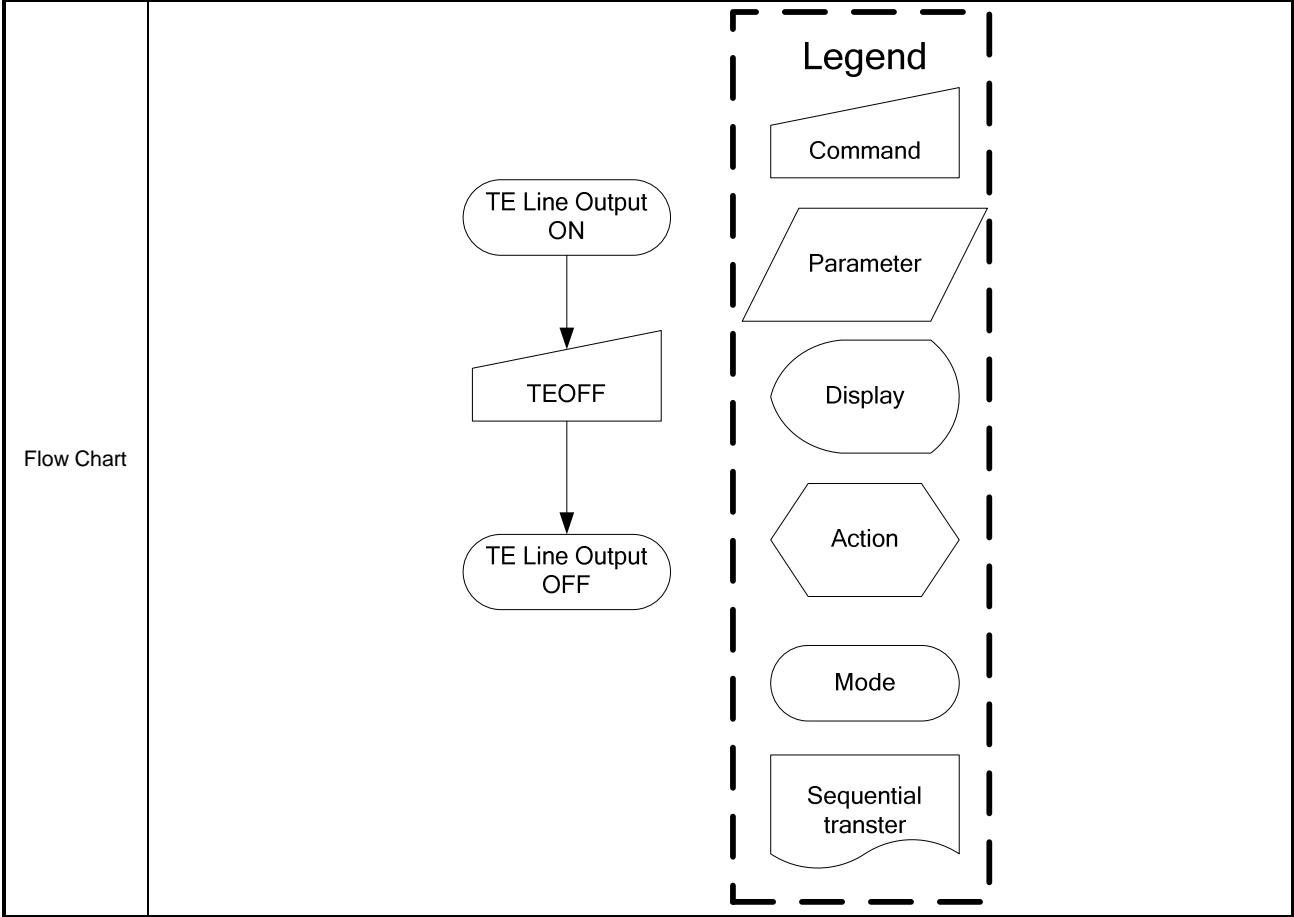 Flow Chart
TE Line Output
ON
TEOFF
TE Line Output
OFF
Legend
Command
Parameter
Display
Action
Mode
Sequential
transter